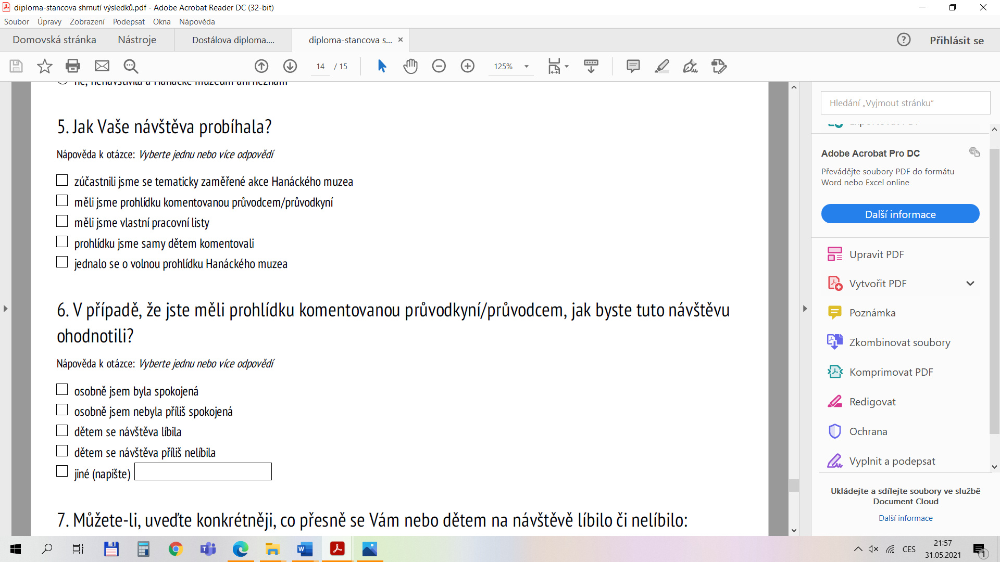 diploma-stancova shrnutí výsledků.pdf - Adobe Acrobat Reader DC (32-bit)
Soubor Úpravy Zobrazení Podepsat Okna Nápověda
Domovská stránka Nástroje Dostálova diploma.... diploma-stancova s... Přihlásit se
14 / 15 125%
ne, nenavštívila a Hanácké muzeum ani neznám
5. Jak Vaše návštěva probíhala?
Nápověda k otázce: Vyberte jednu nebo více odpovědí
zúčastnili jsme se tematicky zaměřené akce Hanáckého muzea
měli jsme prohlídku komentovanou průvodcem/průvodkyní
měli jsme vlastní pracovní listy
prohlídku jsme samy dětem komentovali
jednalo se o volnou prohlídku Hanáckého muzea
6. V případě, že jste měli prohlídku komentovanou průvodkyní/průvodcem, jak byste tuto návštěvu
ohodnotili?
Nápověda k otázce: Vyberte jednu nebo více odpovědí
osobně jsem byla spokojená
osobně jsem nebyla příliš spokojená
dětem se návštěva líbila
dětem se návštěva příliš nelíbila
jiné (napište)
7. Můžete-li, uveďte konkrétněji, co přesně se Vám nebo dětem na návštěvě líbilo či nelíbilo:
Hledání „Vyjmout stránku“
Exportovat PDF
Adobe Acrobat Pro DC
Převádějte soubory PDF do formátu
Word nebo Excel online
Další informace
Upravit PDF
Vytvořit PDF
Poznámka
Zkombinovat soubory
Komprimovat PDF
Redigovat
Ochrana
Vyplnit a podepsat
Ukládejte a sdílejte soubory ve službě
Document Cloud
Další informace
CES
21:57
31.05.2021
1